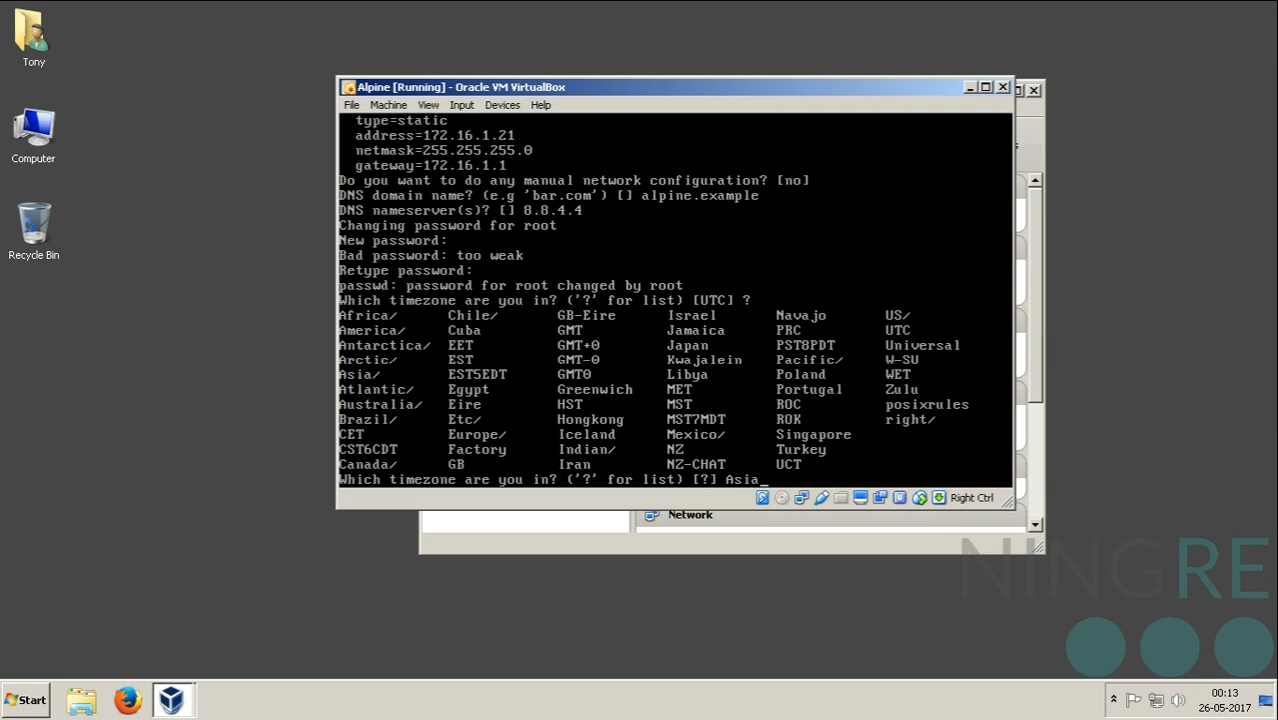 Tony
Computer
Recycle Bin
Alpine [Running] - Oracle VM VirtualBox
File Machine View Input Devices Help
type=static
address=172.16.1.21
netmask=255.255.255.0
gateway=172.16.1.1
Do you want to do any manual network configuration? [no]
DNS domain name? (e.g 'bar.com') [] alpine.example
DNS nameserver(s)? [] 8.8.4.4
Changing password for root
New password:
Bad password: too weak
Retype password:
passwd: password for root changed by root
Which timezone are you in? ('?' for list) [UTC] ?
Africa/ Chile/ GB-Eire Israel Navajo US/
America/ Cuba GMT Jamaica PRC UTC
Antarctica/ EET GMT+0 Japan PST8PDT Universal
Arctic/ EST GMT-0 Kwajalein Pacific/ W-SU
Asia/ EST5EDT GMT0 Libya Poland WET
Atlantic/ Egypt Greenwich MET Portugal Zulu
Australia/ Eire HST MST ROC posixrules
Brazil/ Etc/ Hongkong MST7MDT ROK right/
CET Europe/ Iceland Mexico/ Singapore
CST6CDT Factory Indian/ NZ Turkey
Canada/ GB Iran NZ-CHAT UCT
Which timezone are you in? ('?' for list) [?] Asia_
Right Ctrl
Network
NINGRE
Start
00:13
26-05-2017